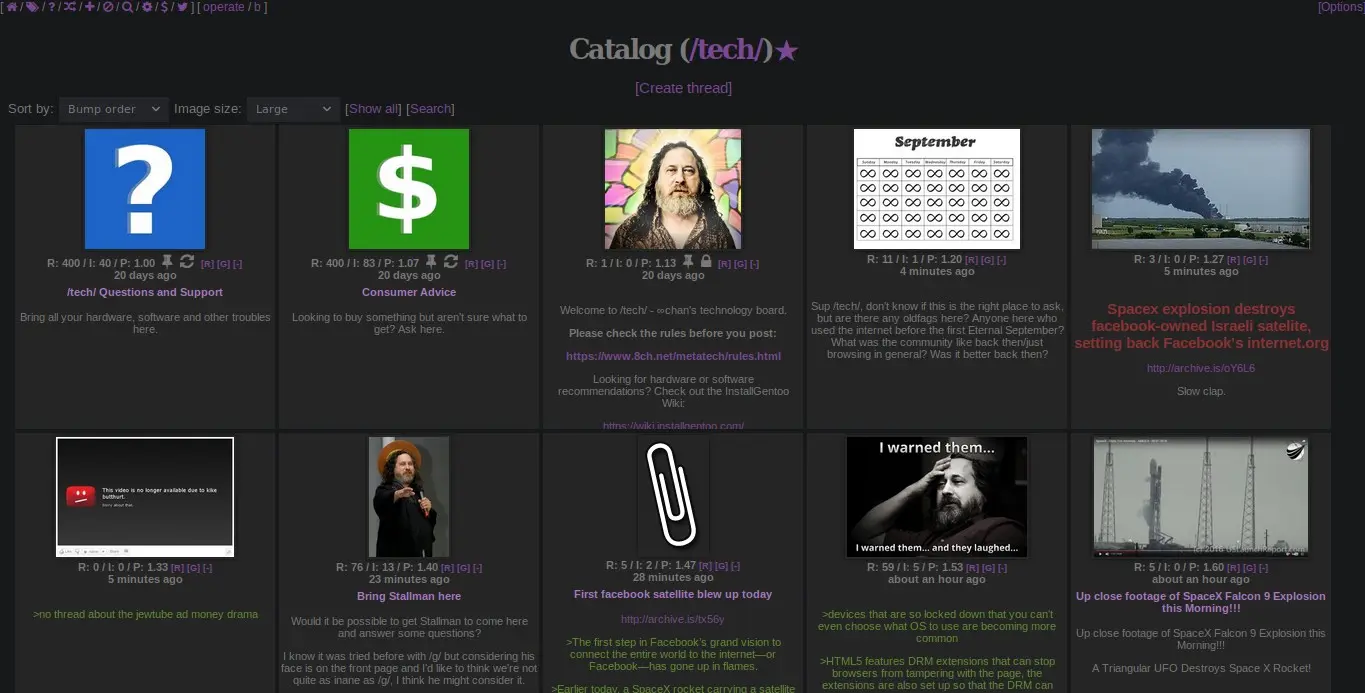 [ / / ? / / + / / / / $ / ] [ operate / b ]
[Options]
Catalog (/tech/)★
[Create thread]
Sort by: Bump order Image size: Large [Show all] [Search]
?
R: 400 / I: 40 / P: 1.00 [R] [G] [-]
20 days ago
/tech/ Questions and Support
Bring all your hardware, software and other troubles
here.
$
R: 400 / I: 83 / P: 1.07 [R] [G] [-]
20 days ago
Consumer Advice
Looking to buy something but aren't sure what to
get? Ask here.
R: 1 / I: 0 / P: 1.13 [R] [G] [-]
20 days ago
Welcome to /tech/ - ∞chan's technology board.
Please check the rules before you post:
https://www.8ch.net/metatech/rules.html
Looking for hardware or software
recommendations? Check out the InstallGentoo
Wiki:
https://wiki.installgentoo.com/
September
Sunday Monday Tuesday Wednesday Thursday Friday Saturday
∞ ∞ ∞ ∞ ∞ ∞ ∞
∞ ∞ ∞ ∞ ∞ ∞ ∞
∞ ∞ ∞ ∞ ∞ ∞ ∞
∞ ∞ ∞ ∞ ∞ ∞ ∞
∞ ∞ ∞ ∞ ∞ ∞ ∞
R: 11 / I: 1 / P: 1.20 [R] [G] [-]
4 minutes ago
Sup /tech/, don't know if this is the right place to ask,
but are there any oldfags here? Anyone here who
used the internet before the first Eternal September?
What was the community like back then/just
browsing in general? Was it better back then?
R: 3 / I: 0 / P: 1.27 [R] [G] [-]
5 minutes ago
Spacex explosion destroys
facebook-owned Israeli satelite,
setting back Facebook's internet.org
http://archive.is/oY6L6
Slow clap.
This video is no longer available due to kike
butthurt.
Sorry about that.
R: 0 / I: 0 / P: 1.33 [R] [G] [-]
5 minutes ago
>no thread about the jewtube ad money drama
R: 76 / I: 13 / P: 1.40 [R] [G] [-]
23 minutes ago
Bring Stallman here
Would it be possible to get Stallman to come here
and answer some questions?
I know it was tried before with /g/ but considering his
face is on the front page and I'd like to think we're not
quite as inane as /g/, I think he might consider it.
R: 5 / I: 2 / P: 1.47 [R] [G] [-]
28 minutes ago
First facebook satellite blew up today
http://archive.is/tx56y
>The first step in Facebook's grand vision to
connect the entire world to the internet—or
Facebook—has gone up in flames.
>Earlier today, a SpaceX rocket carrying a satellite
I warned them...
I warned them... and they laughed...
R: 59 / I: 5 / P: 1.53 [R] [G] [-]
about an hour ago
>devices that are so locked down that you can't
even choose what OS to use are becoming more
common
>HTML5 features DRM extensions that can stop
browsers from tampering with the page, the
extensions are also set up so that the DRM can
(c) 2016 USLaunchReport.com
R: 5 / I: 0 / P: 1.60 [R] [G] [-]
about an hour ago
Up close footage of SpaceX Falcon 9 Explosion
this Morning!!!
Up close footage of SpaceX Falcon 9 Explosion this
Morning!!!
A Triangular UFO Destroys Space X Rocket!